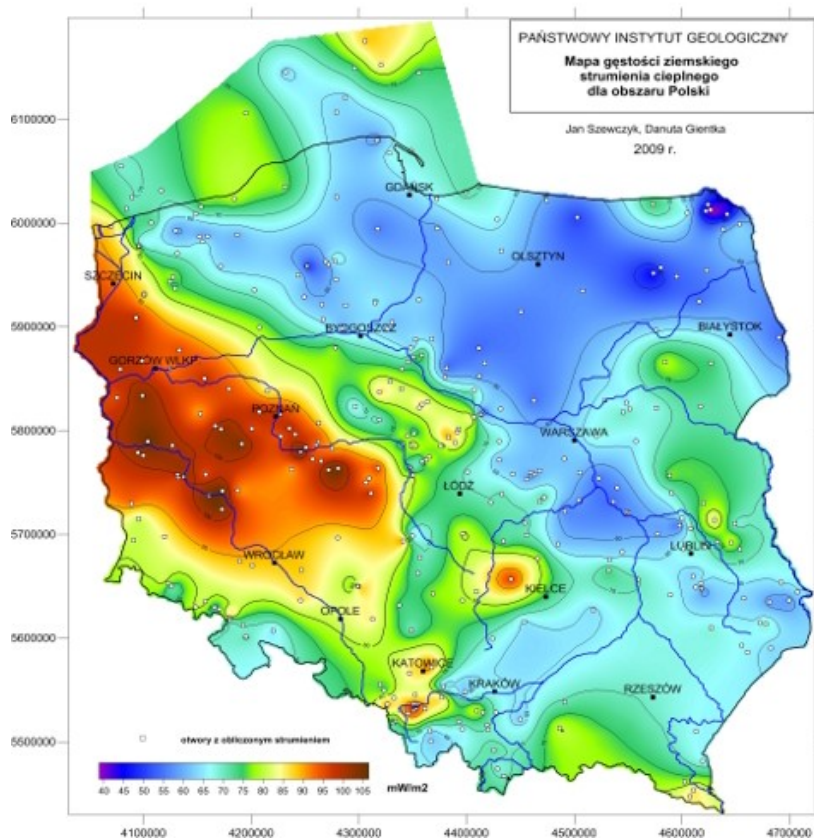 PAŃSTWOWY INSTYTUT GEOLOGICZNY
Mapa gęstości ziemskiego
strumienia cieplnego
dla obszaru Polski
Jan Szewczyk, Danuta Gientka
2009 r.
6100000
6000000
5900000
5800000
5700000
5600000
5500000
GDAŃSK
OLSZTYN
SZCZECIN
BYDGOSZCZ
BIAŁYSTOK
GORZÓW WLKP
POZNAŃ
WARSZAWA
ŁÓDŹ
WROCŁAW
LUBLIN
KIELCE
OPOLE
KATOWICE
KRAKÓW
RZESZÓW
otwory z obliczonym strumieniem
40 45 50 55 60 65 70 75 80 85 90 95 100 105
mW/m2
4100000 4200000 4300000 4400000 4500000 4600000 4700000